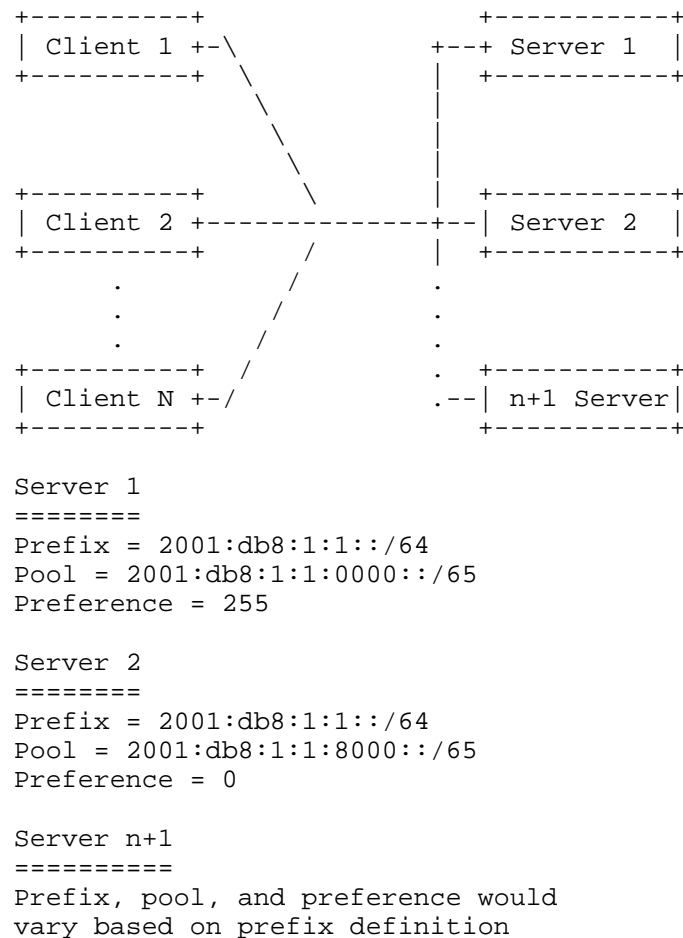 Client 1
Server 1
Client 2
Server 2
Client N
n+1 Server
Server 1
========
Prefix = 2001:db8:1:1::/64
Pool = 2001:db8:1:1:0000::/65
Preference = 255
Server 2
========
Prefix = 2001:db8:1:1::/64
Pool = 2001:db8:1:1:8000::/65
Preference = 0
Server n+1
==========
Prefix, pool, and preference would
vary based on prefix definition